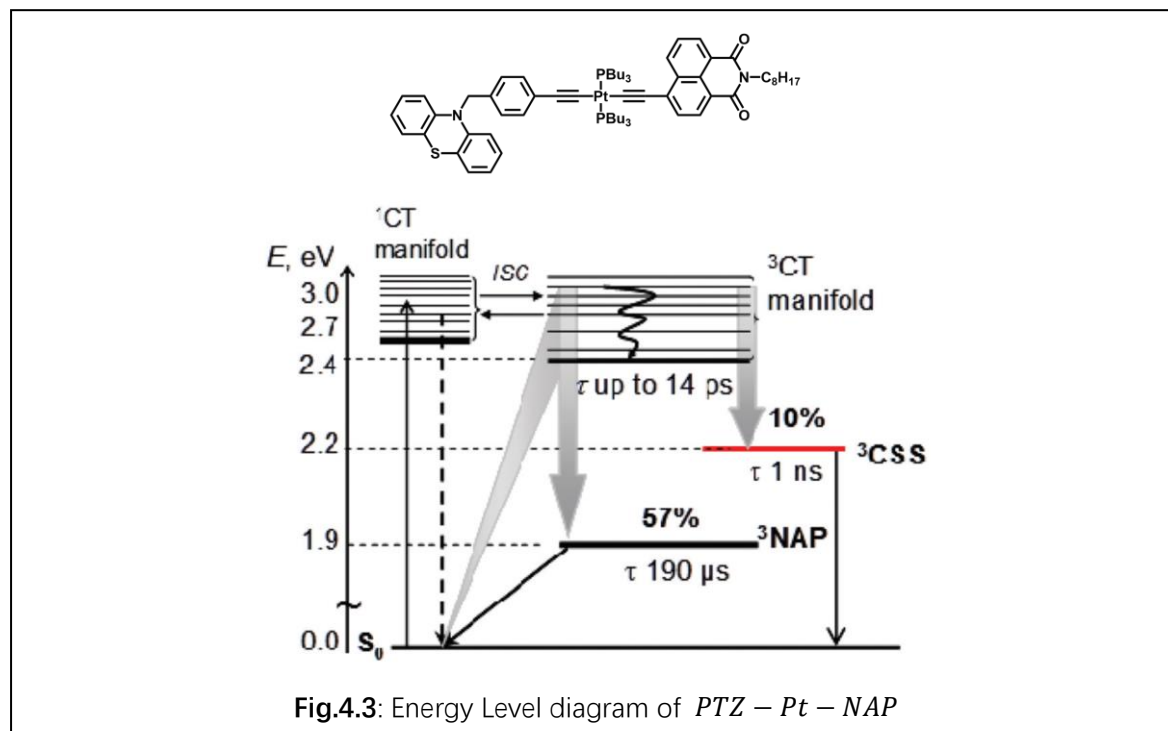 PBu3
Pt
PBu3
O
N
C8H17
O
N
S
1CT
manifold
E, eV
ISC
3CT
manifold
3.0
2.7
2.4
τ up to 14 ps
10%
2.2
3CSS
τ 1 ns
57%
1.9
3NAP
τ 190 µs
~
0.0 S0
Fig.4.3: Energy Level diagram of PTZ − Pt − NAP